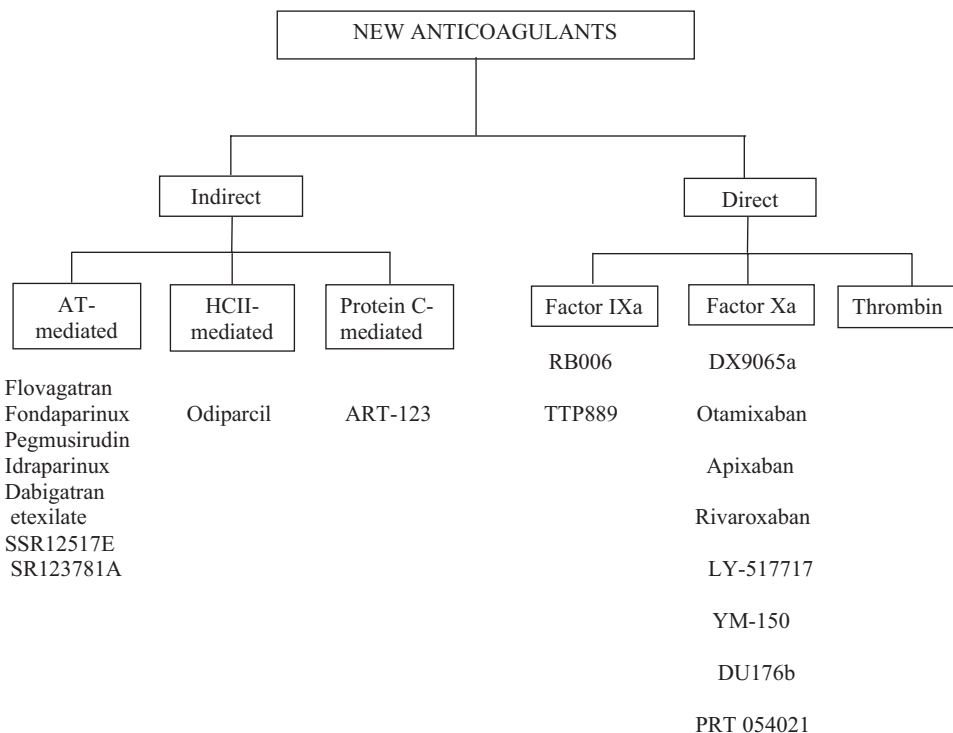 NEW ANTICOAGULANTS
Indirect
Direct
AT-
mediated
HCII-
mediated
Protein C-
mediated
Factor IXa
Factor Xa
Thrombin
Flovagatran
Fondaparinux
Pegmusirudin
Idraparinux
Dabigatran
etexilate
SSR12517E
SR123781A
Odiparcil
ART-123
RB006
TTP889
DX9065a
Otamixaban
Apixaban
Rivaroxaban
LY-517717
YM-150
DU176b
PRT 054021